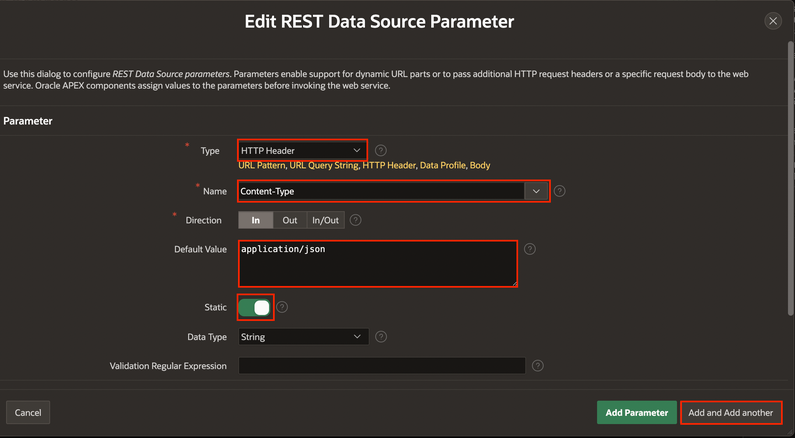 Edit REST Data Source Parameter
Use this dialog to configure REST Data Source parameters. Parameters enable support for dynamic URL parts or to pass additional HTTP request headers or a specific request body to the web
service. Oracle APEX components assign values to the parameters before invoking the web service.
Parameter
* Type HTTP Header ?
URL Pattern, URL Query String, HTTP Header, Data Profile, Body
* Name Content-Type ?
* Direction In Out In/Out ?
Default Value application/json ?
Static ?
Data Type String ?
Validation Regular Expression ?
Cancel Add Parameter Add and Add another